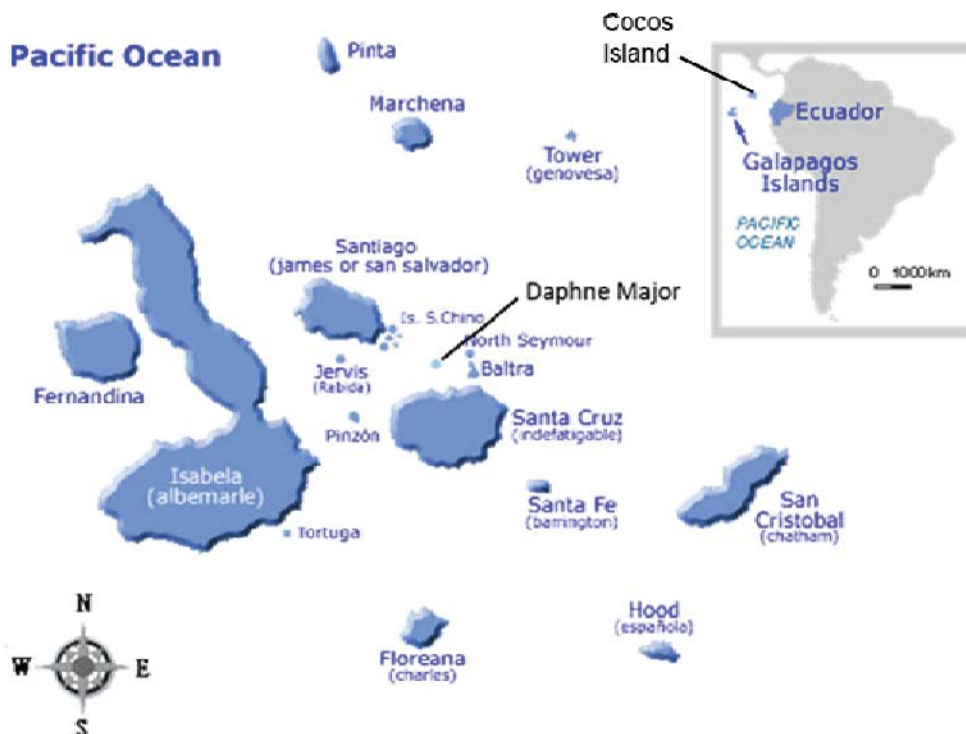 Pacific Ocean
Pinta
Marchena
Tower
(genovesa)
Cocos
Island
Ecuador
Galapagos
Islands
PACIFIC
OCEAN
0 1000km
Santiago
(james or san salvador)
Daphne Major
Is. S.Chino
North Seymour
Baltra
Jervis
(Rabida)
Fernandina
Pinzón
Santa Cruz
(indefatigable)
Isabela
(albemarle)
Santa Fe
(barrington)
San
Cristobal
(chatham)
Tortuga
N
W
E
S
Floreana
(charles)
Hood
(española)